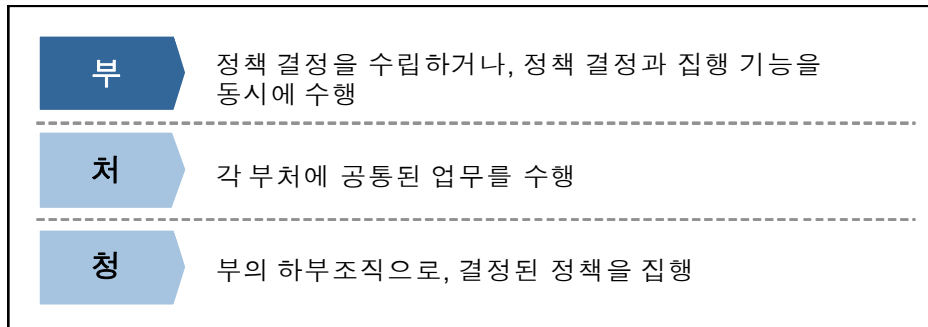 부
정책 결정을 수립하거나, 정책 결정과 집행 기능을
동시에 수행
처
각 부처에 공통된 업무를 수행
청
부의 하부조직으로, 결정된 정책을 집행